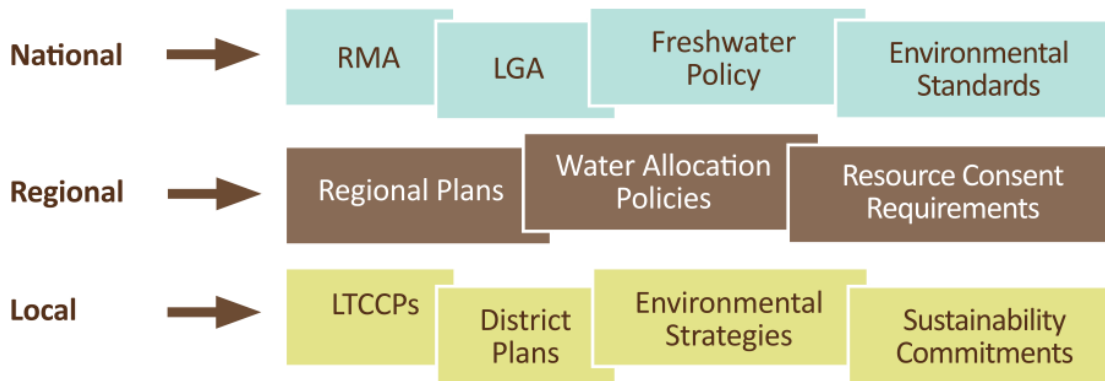 National
RMA
LGA
Freshwater
Policy
Environmental
Standards
Regional
Regional Plans
Water Allocation
Policies
Resource Consent
Requirements
Local
LTCCPs
District
Plans
Environmental
Strategies
Sustainability
Commitments